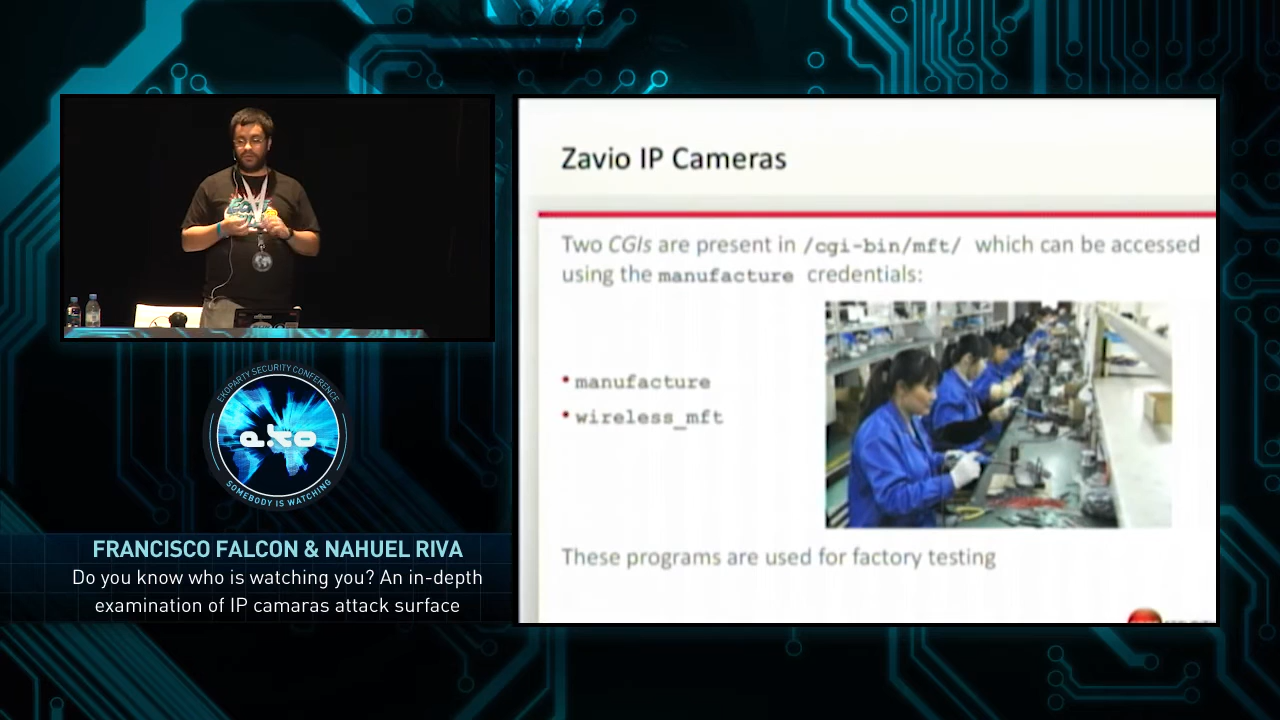 Zavio IP Cameras
Two CGIs are present in /cgi-bin/mft/ which can be accessed
using the manufacture credentials:
• manufacture
• wireless_mft
These programs are used for factory testing
EKOPARTY SECURITY CONFERENCE
eko
SOMEBODY IS WATCHING
FRANCISCO FALCON & NAHUEL RIVA
Do you know who is watching you? An in-depth
examination of IP camaras attack surface